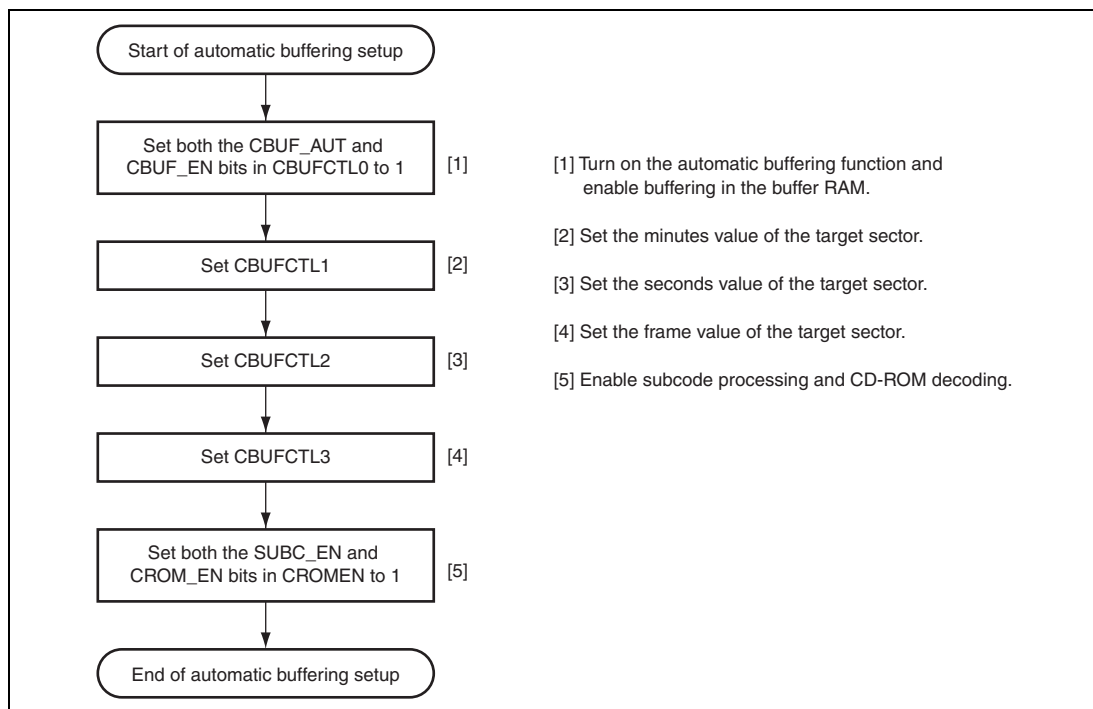 Start of automatic buffering setup
Set both the CBUF_AUT and
CBUF_EN bits in CBUFCTL0 to 1
[1]
Set CBUFCTL1
[2]
Set CBUFCTL2
[3]
Set CBUFCTL3
[4]
Set both the SUBC_EN and
CROM_EN bits in CROMEN to 1
[5]
End of automatic buffering setup
[1] Turn on the automatic buffering function and
enable buffering in the buffer RAM.
[2] Set the minutes value of the target sector.
[3] Set the seconds value of the target sector.
[4] Set the frame value of the target sector.
[5] Enable subcode processing and CD-ROM decoding.